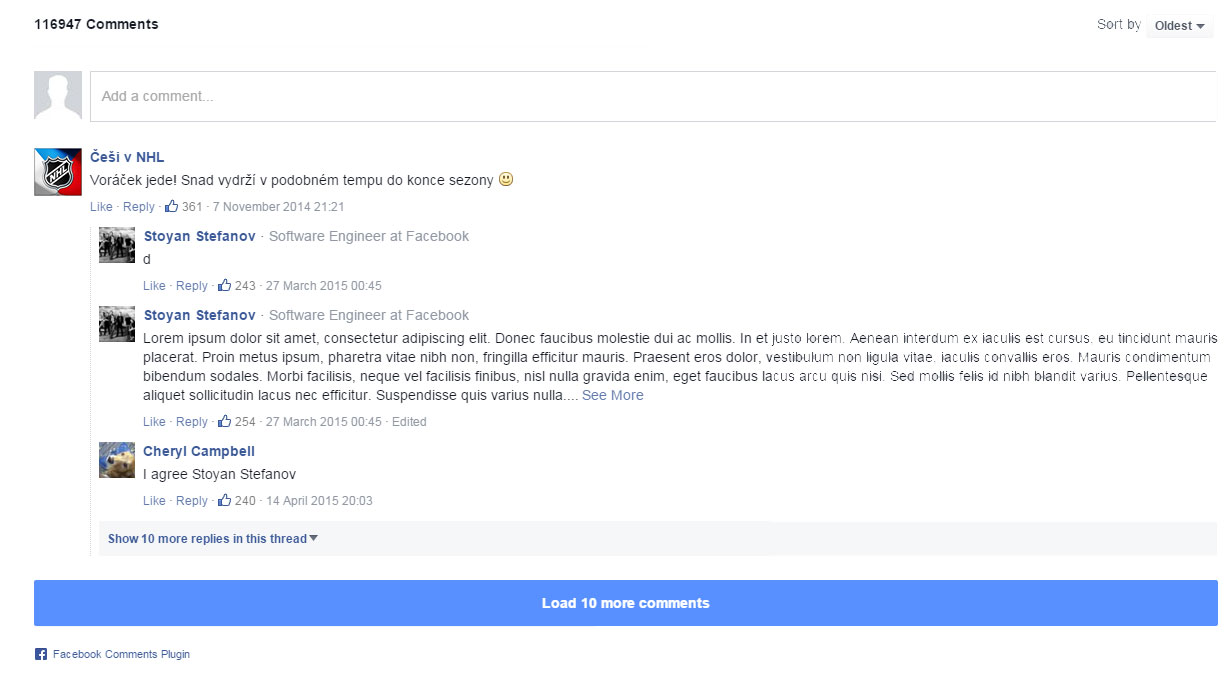 116947 Comments
Sort by Oldest
Add a comment...
NHL
Češi v NHL
Voráček jede! Snad vydrží v podobném tempu do konce sezony
Like · Reply · 361 · 7 November 2014 21:21
Stoyan Stefanov · Software Engineer at Facebook
d
Like · Reply · 243 · 27 March 2015 00:45
Stoyan Stefanov · Software Engineer at Facebook
Lorem ipsum dolor sit amet, consectetur adipiscing elit. Donec faucibus molestie dui ac mollis. In et justo lorem. Aenean interdum ex iaculis est cursus, eu tincidunt mauris
placerat. Proin metus ipsum, pharetra vitae nibh non, fringilla efficitur mauris. Praesent eros dolor, vestibulum non ligula vitae, iaculis convallis eros. Mauris condimentum
bibendum sodales. Morbi facilisis, neque vel facilisis finibus, nisl nulla gravida enim, eget faucibus lacus arcu quis nisi. Sed mollis felis id nibh blandit varius. Pellentesque
aliquet sollicitudin lacus nec efficitur. Suspendisse quis varius nulla.... See More
Like · Reply · 254 · 27 March 2015 00:45 · Edited
Cheryl Campbell
I agree Stoyan Stefanov
Like · Reply · 240 · 14 April 2015 20:03
Show 10 more replies in this thread
Load 10 more comments
Facebook Comments Plugin